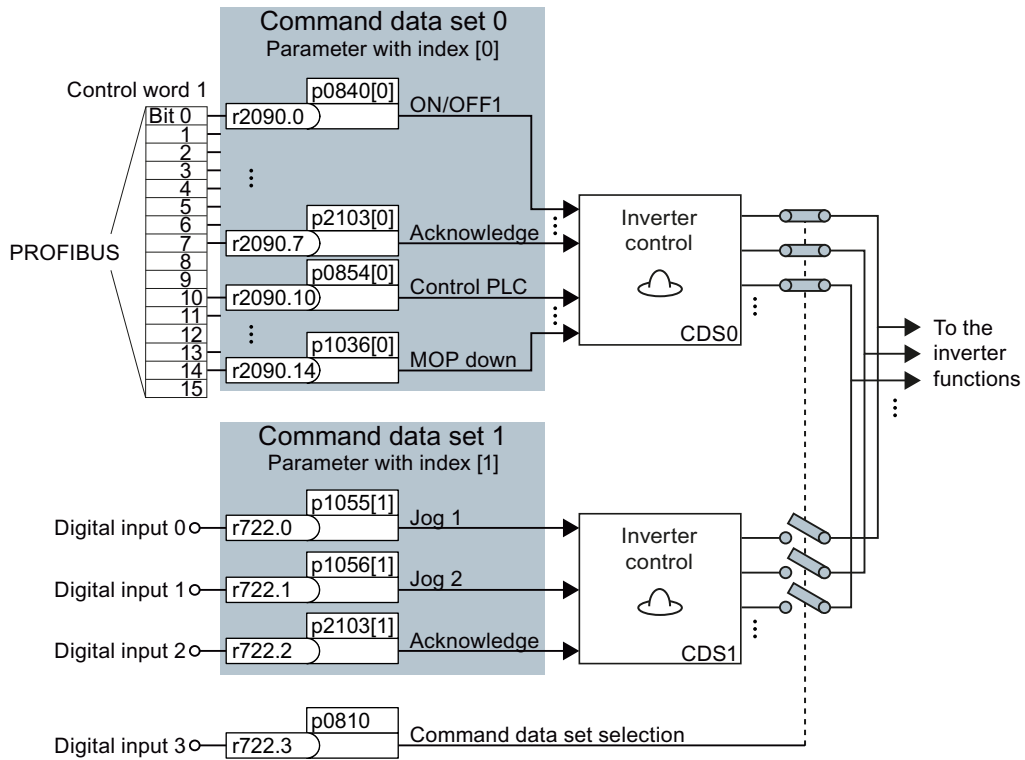 Command data set 0
Parameter with index [0]
Control word 1
p0840[0]
Bit 0
r2090.0
ON/OFF1
1
2
3
4
5
6
7
8
9
10
11
12
13
14
15
PROFIBUS
p2103[0]
r2090.7
Acknowledge
p0854[0]
r2090.10
Control PLC
p1036[0]
r2090.14
MOP down
Inverter
control
CDS0
To the
inverter
functions
Command data set 1
Parameter with index [1]
p1055[1]
Digital input 0
r722.0
Jog 1
p1056[1]
Digital input 1
r722.1
Jog 2
p2103[1]
Digital input 2
r722.2
Acknowledge
Inverter
control
CDS1
p0810
Digital input 3
r722.3
Command data set selection